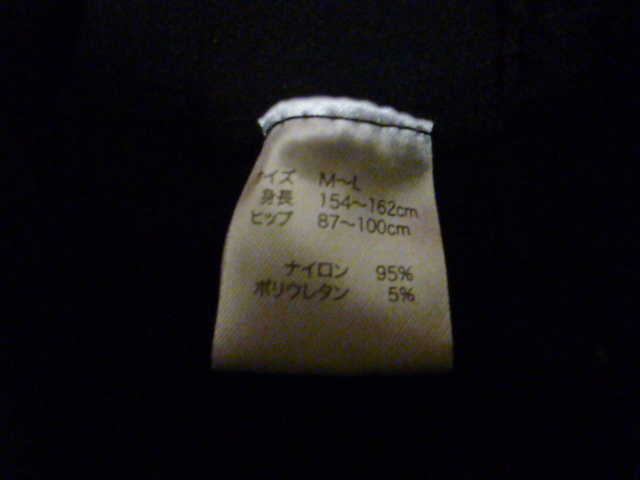 サイズ M~L
身長 154~162cm
ヒップ 87~100cm
ナイロン 95%
ポリウレタン 5%